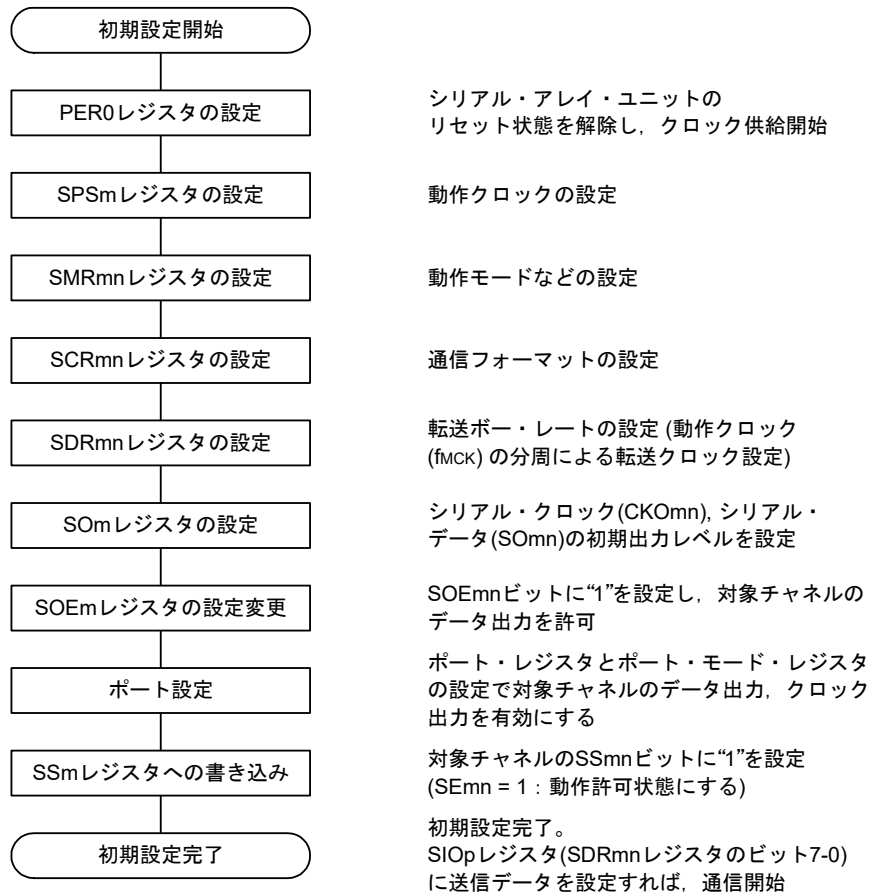 初期設定開始
PER0レジスタの設定
シリアル・アレイ・ユニットの
リセット状態を解除し，クロック供給開始
SPSmレジスタの設定
動作クロックの設定
SMRmnレジスタの設定
動作モードなどの設定
SCRmnレジスタの設定
通信フォーマットの設定
SDRmnレジスタの設定
転送ボー・レートの設定 (動作クロック
(fMCK) の分周による転送クロック設定)
SOmレジスタの設定
シリアル・クロック(CKOmn), シリアル・
データ(SOmn)の初期出力レベルを設定
SOEmレジスタの設定変更
SOEmnビットに“1”を設定し，対象チャネルの
データ出力を許可
ポート設定
ポート・レジスタとポート・モード・レジスタ
の設定で対象チャネルのデータ出力，クロック
出力を有効にする
SSmレジスタへの書き込み
対象チャネルのSSmnビットに“1”を設定
(SEmn = 1：動作許可状態にする)
初期設定完了
初期設定完了。
SIOpレジスタ(SDRmnレジスタのビット7-0)
に送信データを設定すれば，通信開始